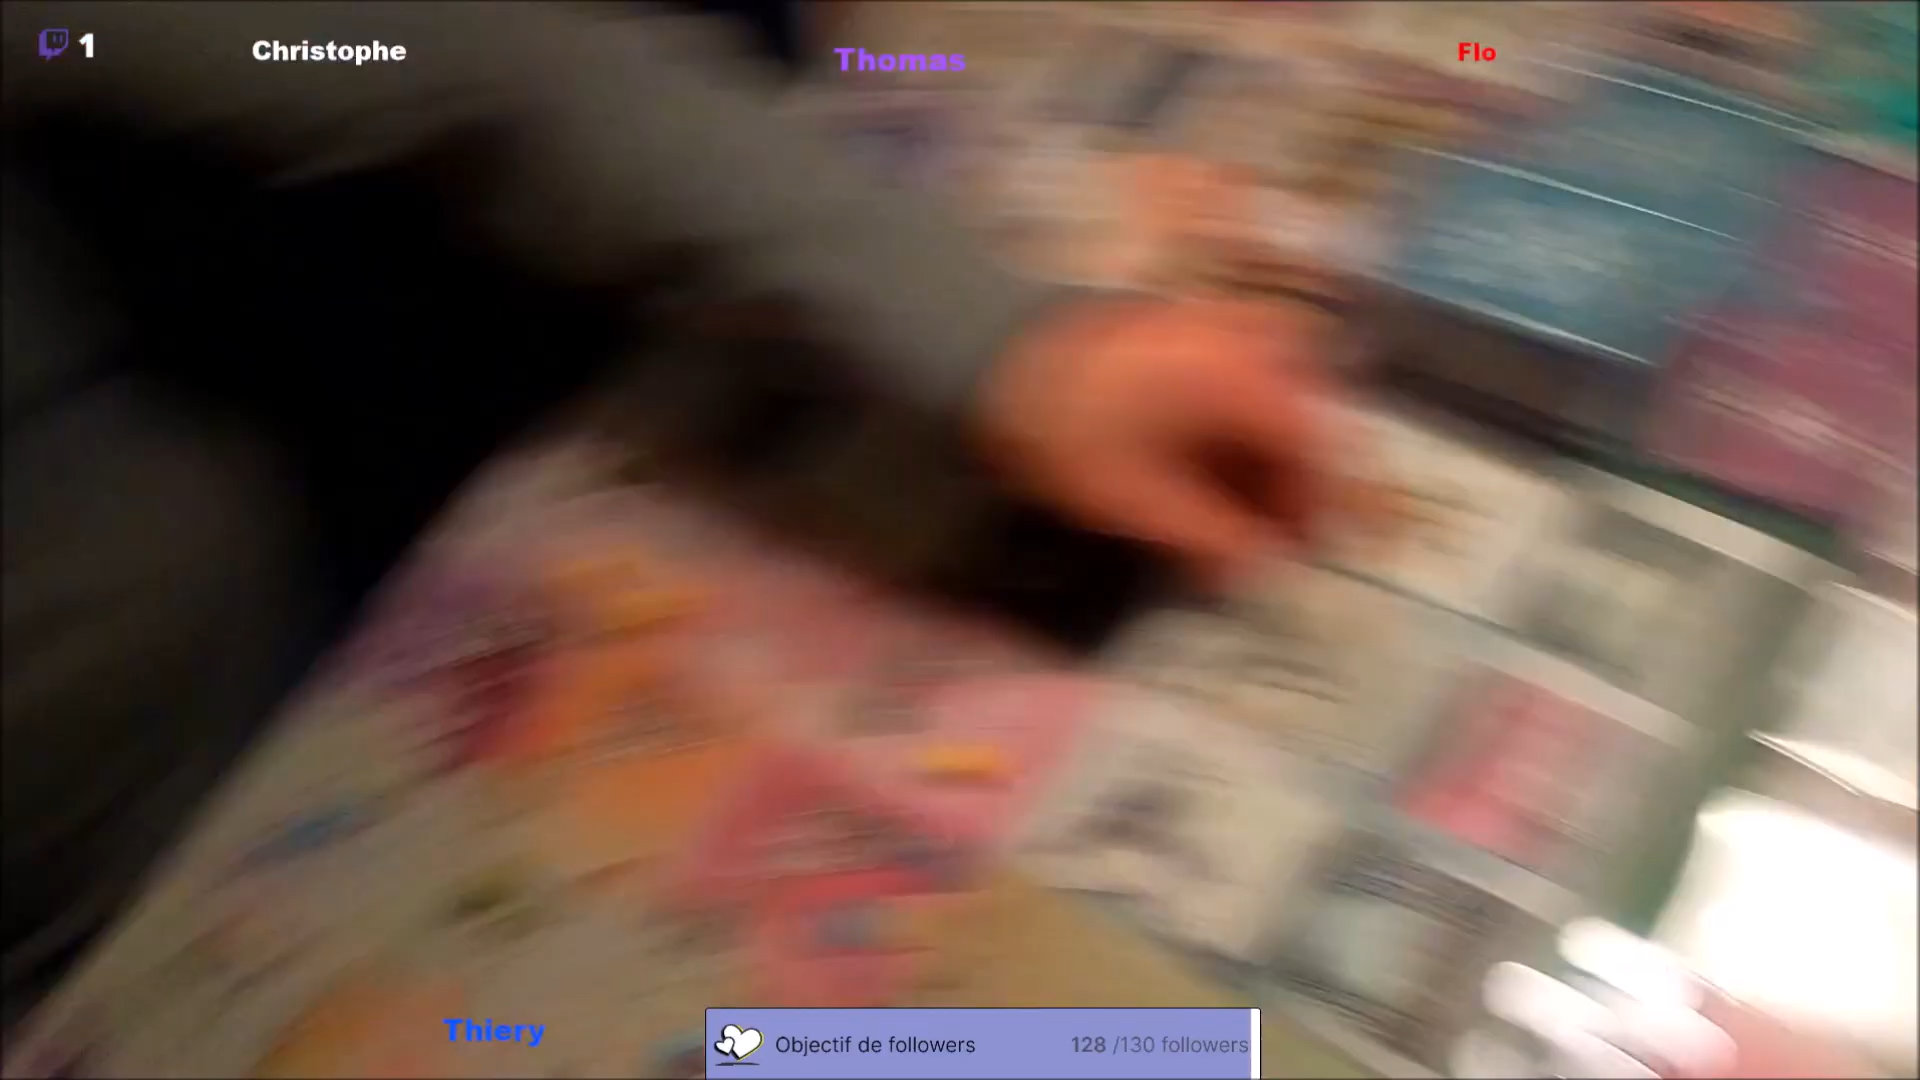 1
Christophe
Thomas
Flo
Thiery
Objectif de followers
128 /130 followers